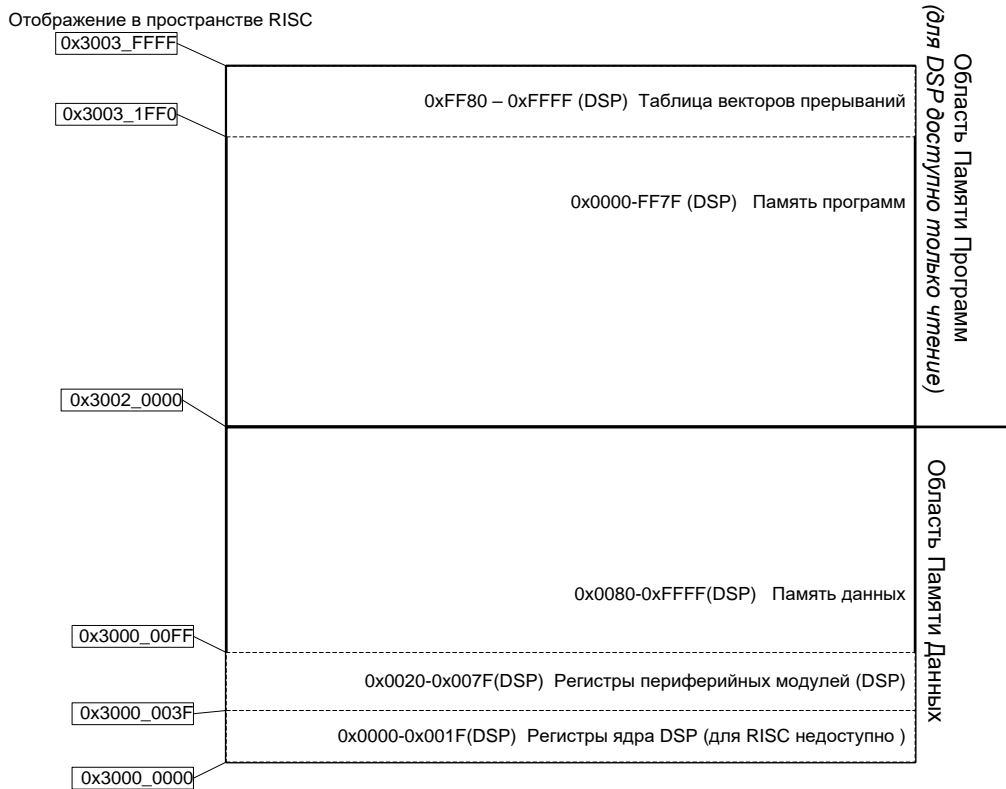 Отображение в пространстве RISC
0x3003_FFFF
0xFF80 – 0xFFFF (DSP) Таблица векторов прерываний
0x3003_1FF0
0x0000-FF7F (DSP) Память программ
Область Памяти Программ
(для DSP доступно только чтение)
0x3002_0000
0x0080-0xFFFF(DSP) Память данных
Область Памяти Данных
0x3000_00FF
0x0020-0x007F(DSP) Регистры периферийных модулей (DSP)
0x3000_003F
0x0000-0x001F(DSP) Регистры ядра DSP (для RISC недоступно )
0x3000_0000